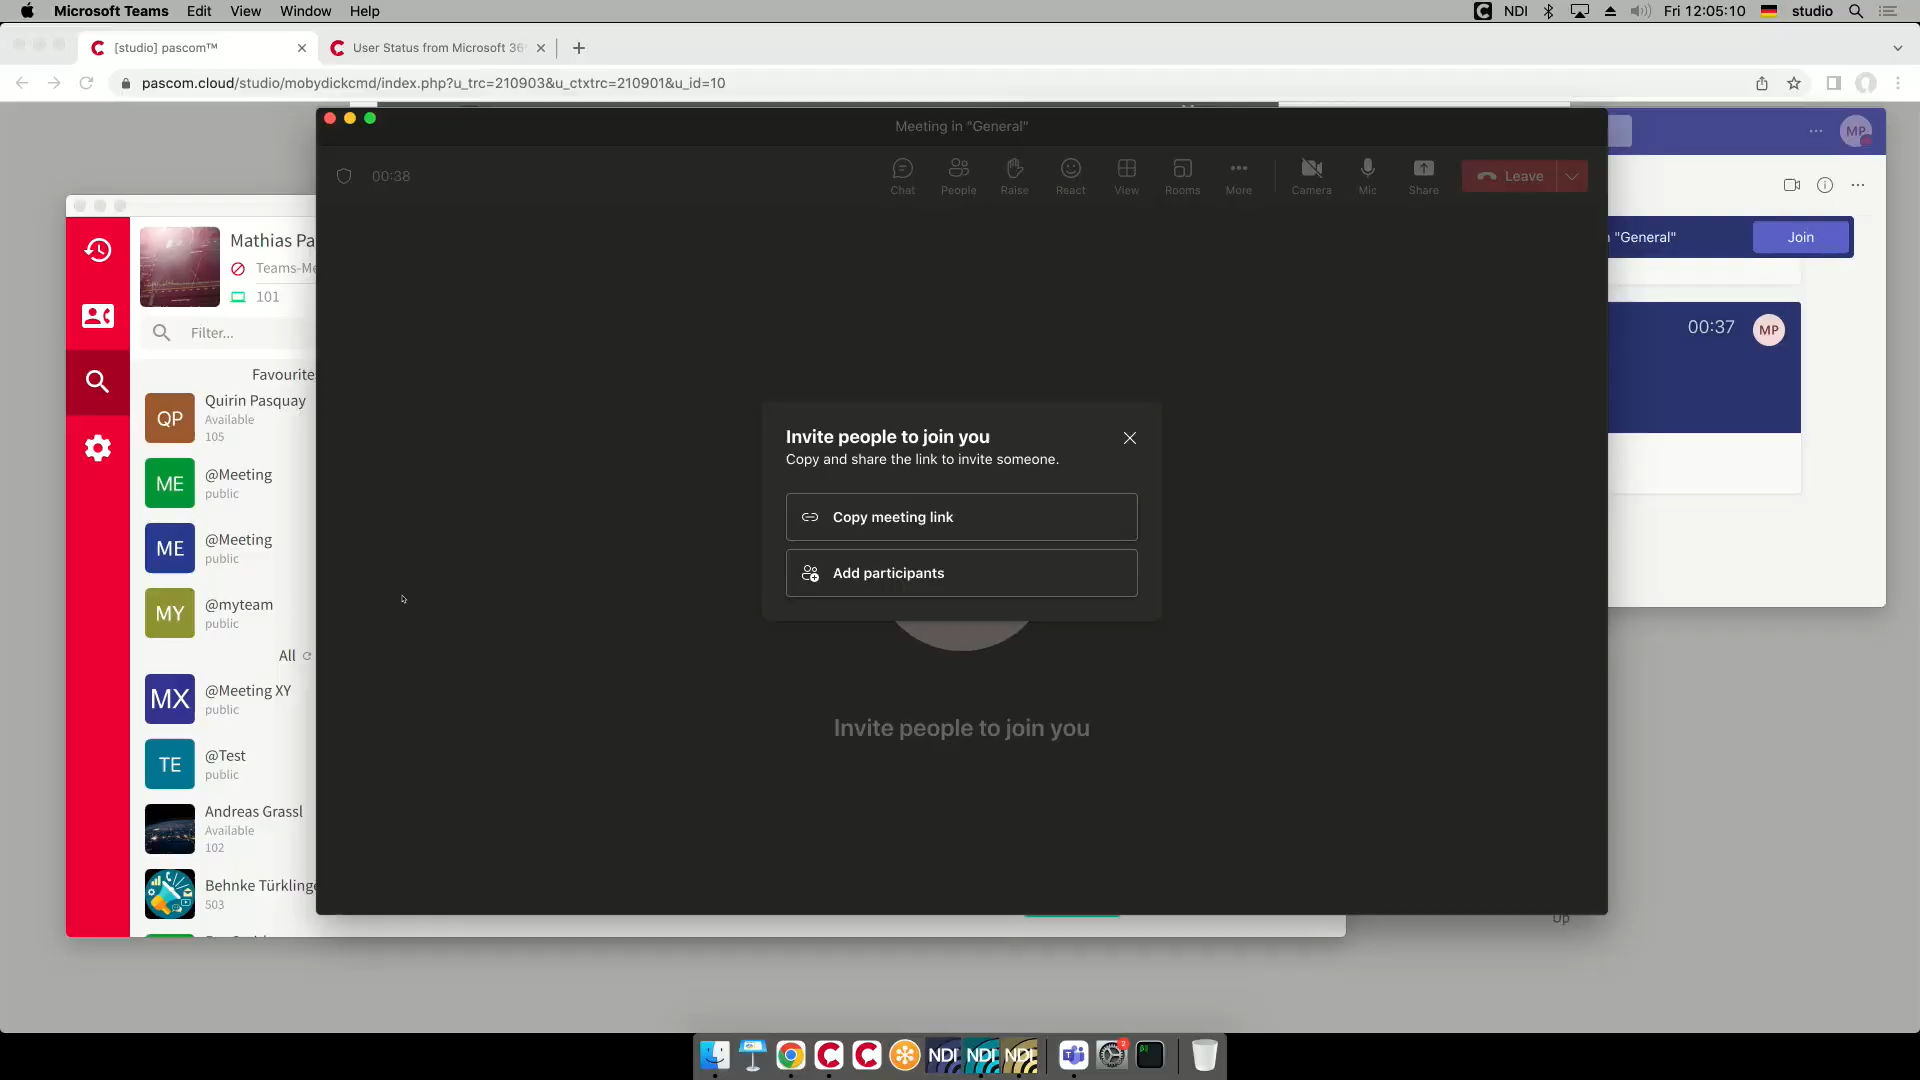 Microsoft Teams Edit View Window Help
NDI Fri 12:05:10 studio
[studio] pascom™
User Status from Microsoft 36
pascom.cloud/studio/mobydickcmd/index.php?u_trc=210903&u_ctxtrc=210901&u_id=10
Meeting in "General"
00:38
Chat People Raise React View Rooms More Camera Mic Share Leave
MP
"General" Join
00:37 MP
Mathias Pa
Teams-Me
101
Filter...
Favourite
QP Quirin Pasquay
Available
105
ME @Meeting
public
ME @Meeting
public
MY @myteam
public
All
MX @Meeting XY
public
TE @Test
public
Andreas Grassl
Available
102
Behnke Türklinge
503
Invite people to join you
Copy and share the link to invite someone.
Copy meeting link
Add participants
Invite people to join you
Up
NDI NDI NDI
2